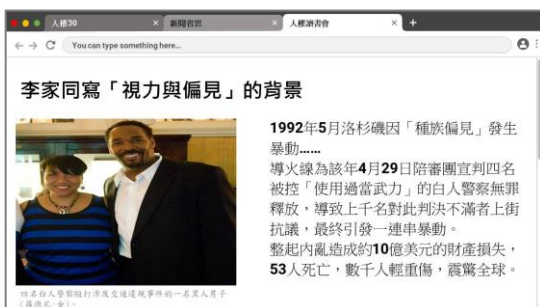 人權30 × 新聞省思 × 人權讀書會 × +
You can type something here...
李家同寫「視力與偏見」的背景
1992年5月洛杉磯因「種族偏見」發生
暴動……
導火線為該年4月29日陪審團宣判四名
被控「使用過當武力」的白人警察無罪
釋放，導致上千名對此判決不滿者上街
抗議，最終引發一連串暴動。
整起內亂造成約10億美元的財產損失，
53人死亡，數千人輕重傷，震驚全球。
四名白人警察毆打涉及交通違規事件的一名黑人男子
(羅德尼·金)。